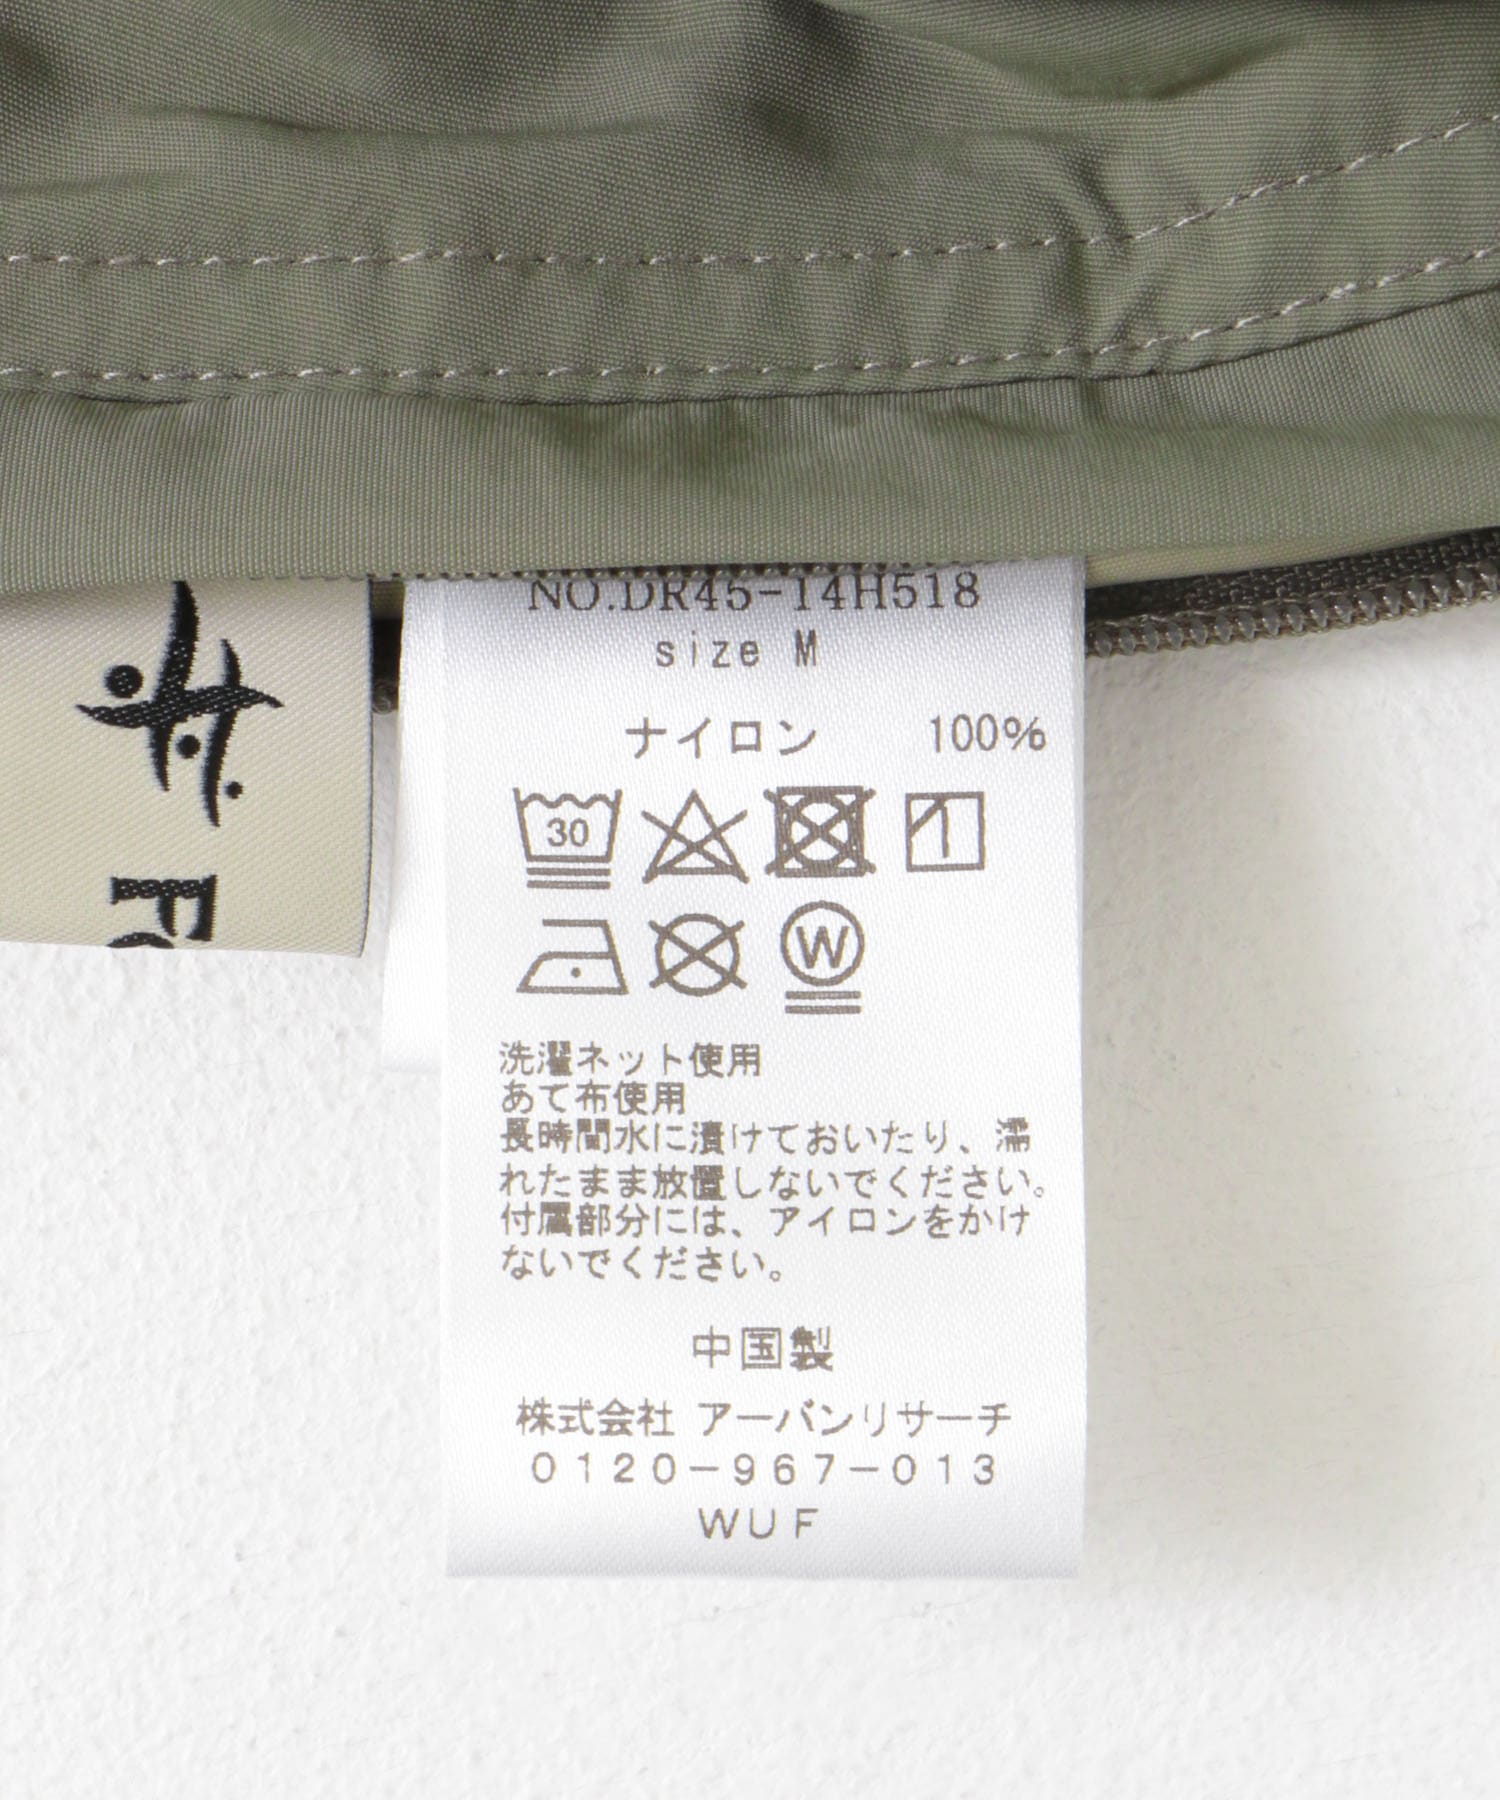 NO.DR45-14H518
size M
ナイロン 100%
30
W
洗濯ネット使用
あて布使用
長時間水に漬けておいたり、濡
れたまま放置しないでください。
付属部分には、アイロンをかけ
ないでください。
中国製
株式会社 アーバンリサーチ
0120-967-013
WUF